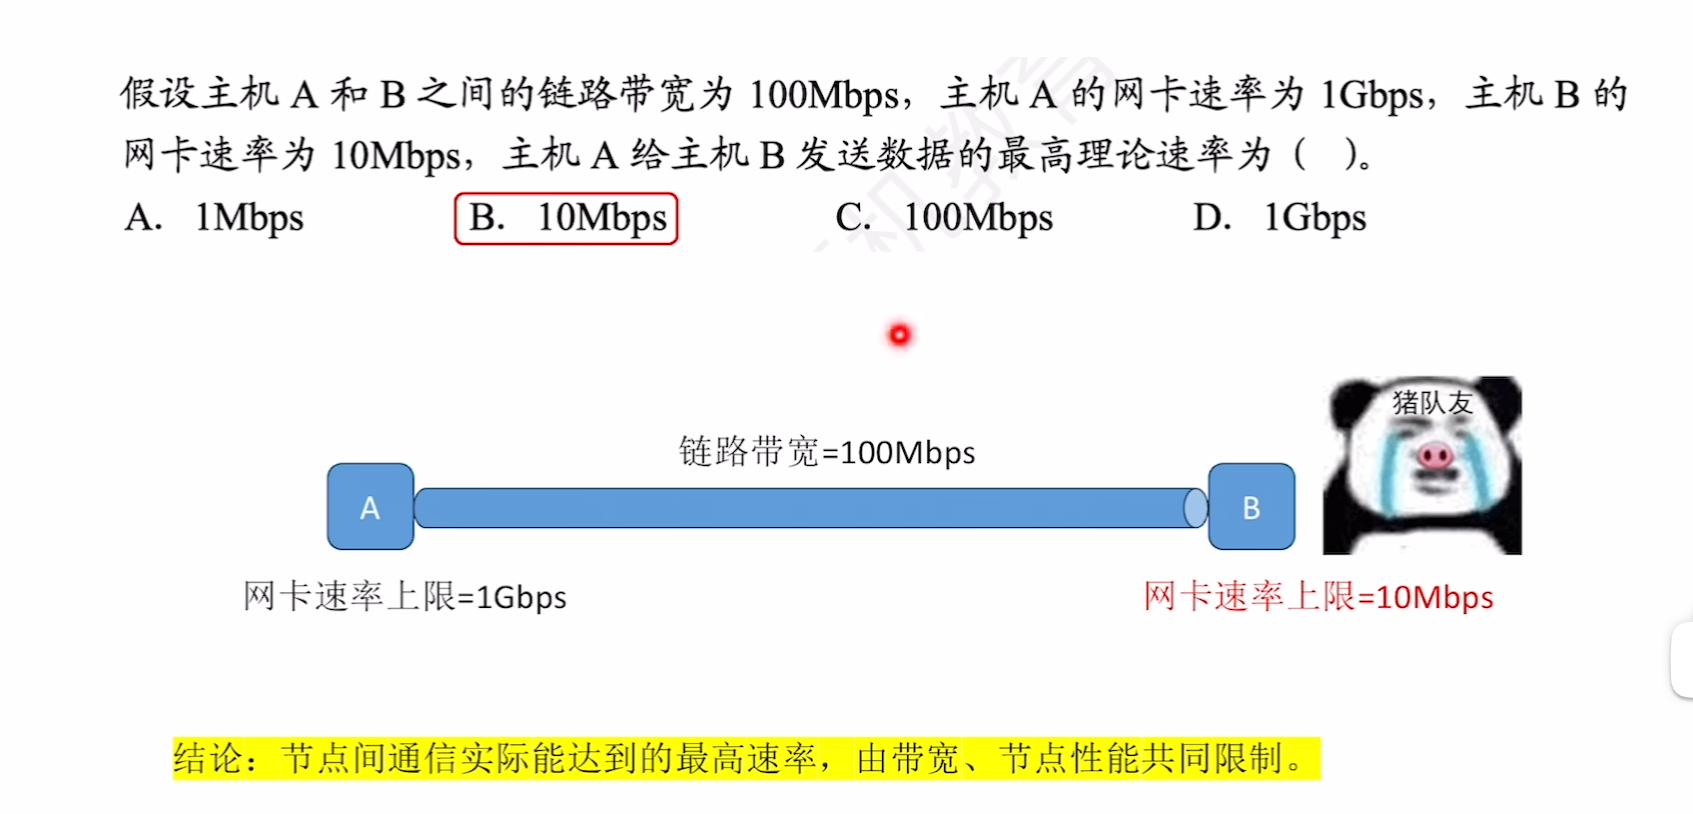 假设主机 A 和 B 之间的链路带宽为 100Mbps，主机 A 的网卡速率为 1Gbps，主机 B 的
网卡速率为 10Mbps，主机 A 给主机 B 发送数据的最高理论速率为（　）。
A. 1Mbps B. 10Mbps C. 100Mbps D. 1Gbps
猪队友
链路带宽=100Mbps
A B
网卡速率上限=1Gbps 网卡速率上限=10Mbps
结论：节点间通信实际能达到的最高速率，由带宽、节点性能共同限制。